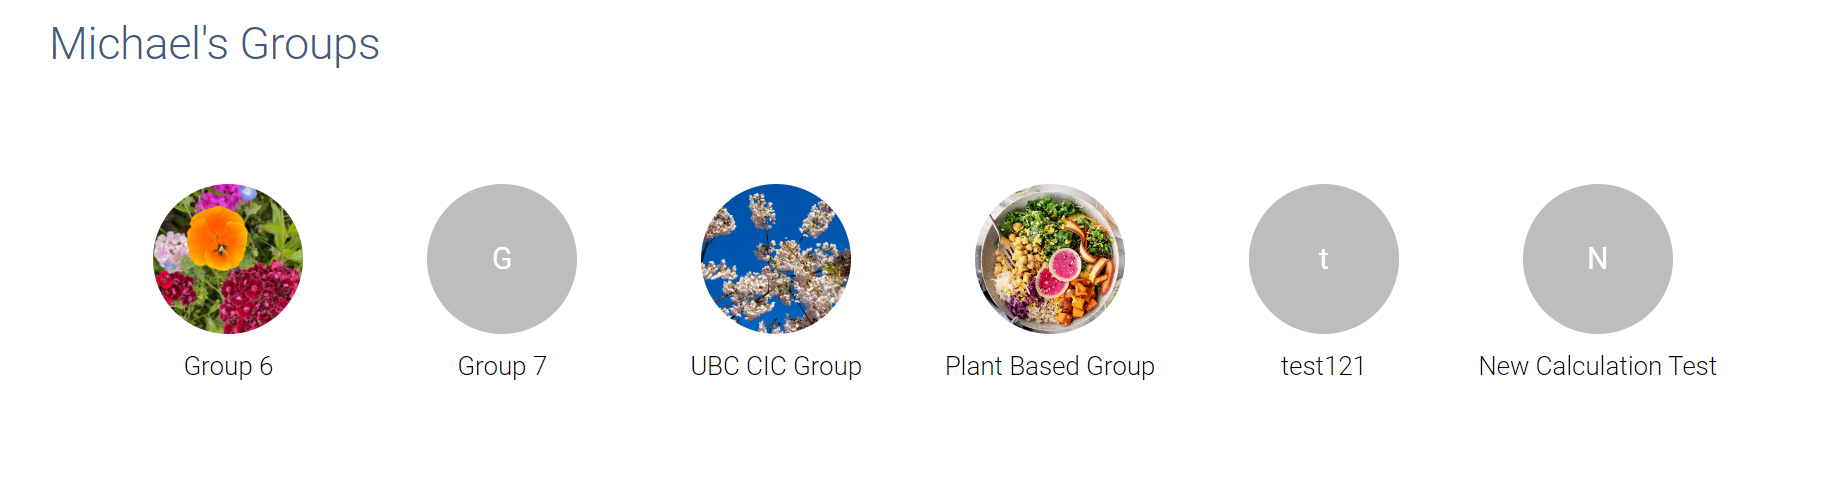 Michael's Groups
G
t
N
Group 6
Group 7
UBC CIC Group
Plant Based Group
test121
New Calculation Test